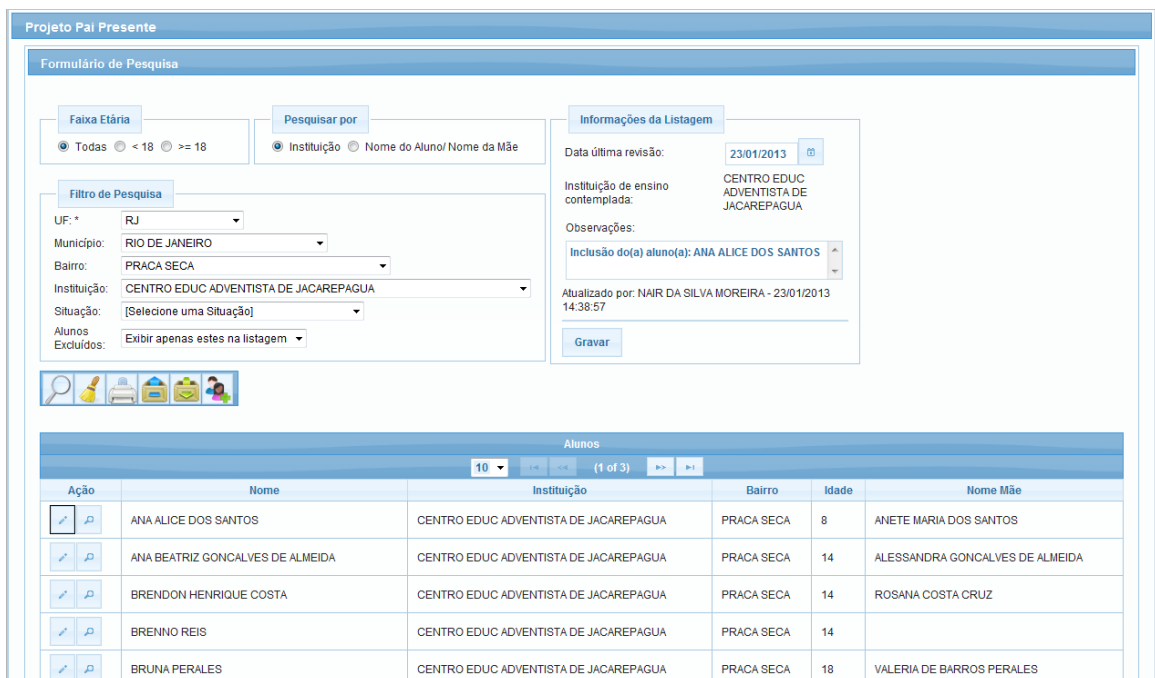 Projeto Pai Presente
Formulário de Pesquisa
Faixa Etária
Todas < 18 >= 18
Pesquisar por
Instituição Nome do Aluno/ Nome da Mãe
Filtro de Pesquisa
UF: * RJ
Município: RIO DE JANEIRO
Bairro: PRACA SECA
Instituição: CENTRO EDUC ADVENTISTA DE JACAREPAGUA
Situação: [Selecione uma Situação]
Alunos
Excluídos: Exibir apenas estes na listagem
Informações da Listagem
Data última revisão: 23/01/2013
Instituição de ensino
contemplada:
CENTRO EDUC
ADVENTISTA DE
JACAREPAGUA
Observações:
Inclusão do(a) aluno(a): ANA ALICE DOS SANTOS
Atualizado por: NAIR DA SILVA MOREIRA - 23/01/2013
14:38:57
Gravar
Alunos
10 (1 of 3)
Ação Nome Instituição Bairro Idade Nome Mãe
ANA ALICE DOS SANTOS CENTRO EDUC ADVENTISTA DE JACAREPAGUA PRACA SECA 8 ANETE MARIA DOS SANTOS
ANA BEATRIZ GONCALVES DE ALMEIDA CENTRO EDUC ADVENTISTA DE JACAREPAGUA PRACA SECA 14 ALESSANDRA GONCALVES DE ALMEIDA
BRENDON HENRIQUE COSTA CENTRO EDUC ADVENTISTA DE JACAREPAGUA PRACA SECA 14 ROSANA COSTA CRUZ
BRENNO REIS CENTRO EDUC ADVENTISTA DE JACAREPAGUA PRACA SECA 14
BRUNA PERALES CENTRO EDUC ADVENTISTA DE JACAREPAGUA PRACA SECA 18 VALERIA DE BARROS PERALES